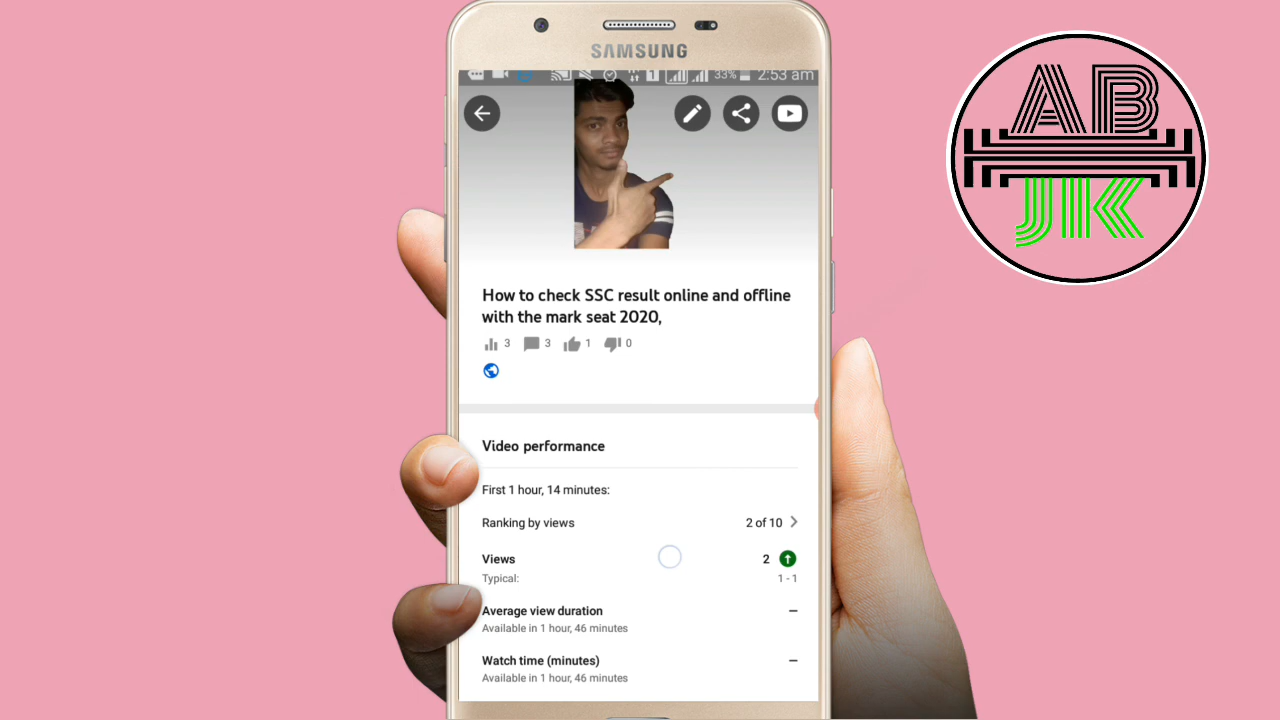 SAMSUNG
1 33% 2:53 am
AB
JK
How to check SSC result online and offline
with the mark seat 2020,
3 3 1 0
Video performance
First 1 hour, 14 minutes:
Ranking by views 2 of 10
Views 2
Typical: 1 - 1
Average view duration –
Available in 1 hour, 46 minutes
Watch time (minutes) –
Available in 1 hour, 46 minutes